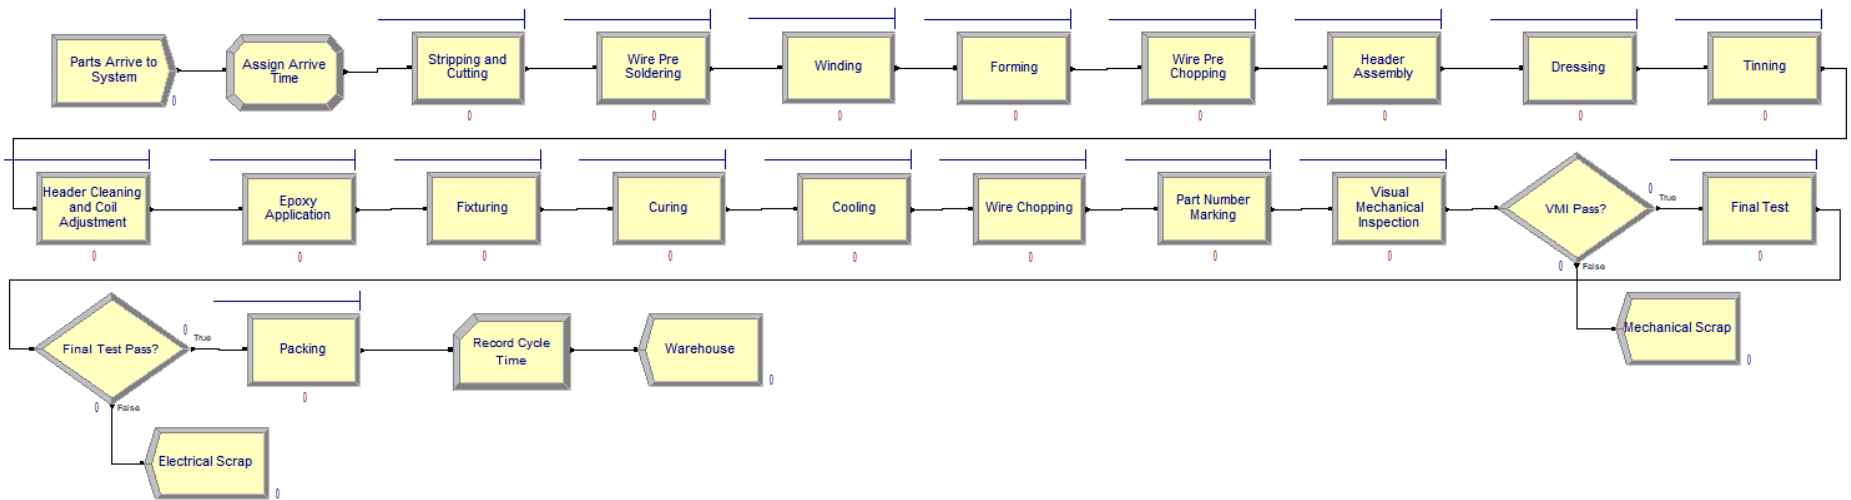 Parts Arrive to
System
0
Assign Arrive
Time
Stripping and
Cutting
0
Wire Pre
Soldering
0
Winding
0
Forming
0
Wire Pre
Chopping
0
Header
Assembly
0
Dressing
0
Tinning
0
Header Cleaning
and Coil
Adjustment
0
Epoxy
Application
0
Fixturing
0
Curing
0
Cooling
0
Wire Chopping
0
Part Number
Marking
0
Visual
Mechanical
Inspection
0
VMI Pass?
0
True
0
False
Final Test
0
Mechanical Scrap
0
Final Test Pass?
0
True
0
False
Packing
0
Record Cycle
Time
Warehouse
0
Electrical Scrap
0